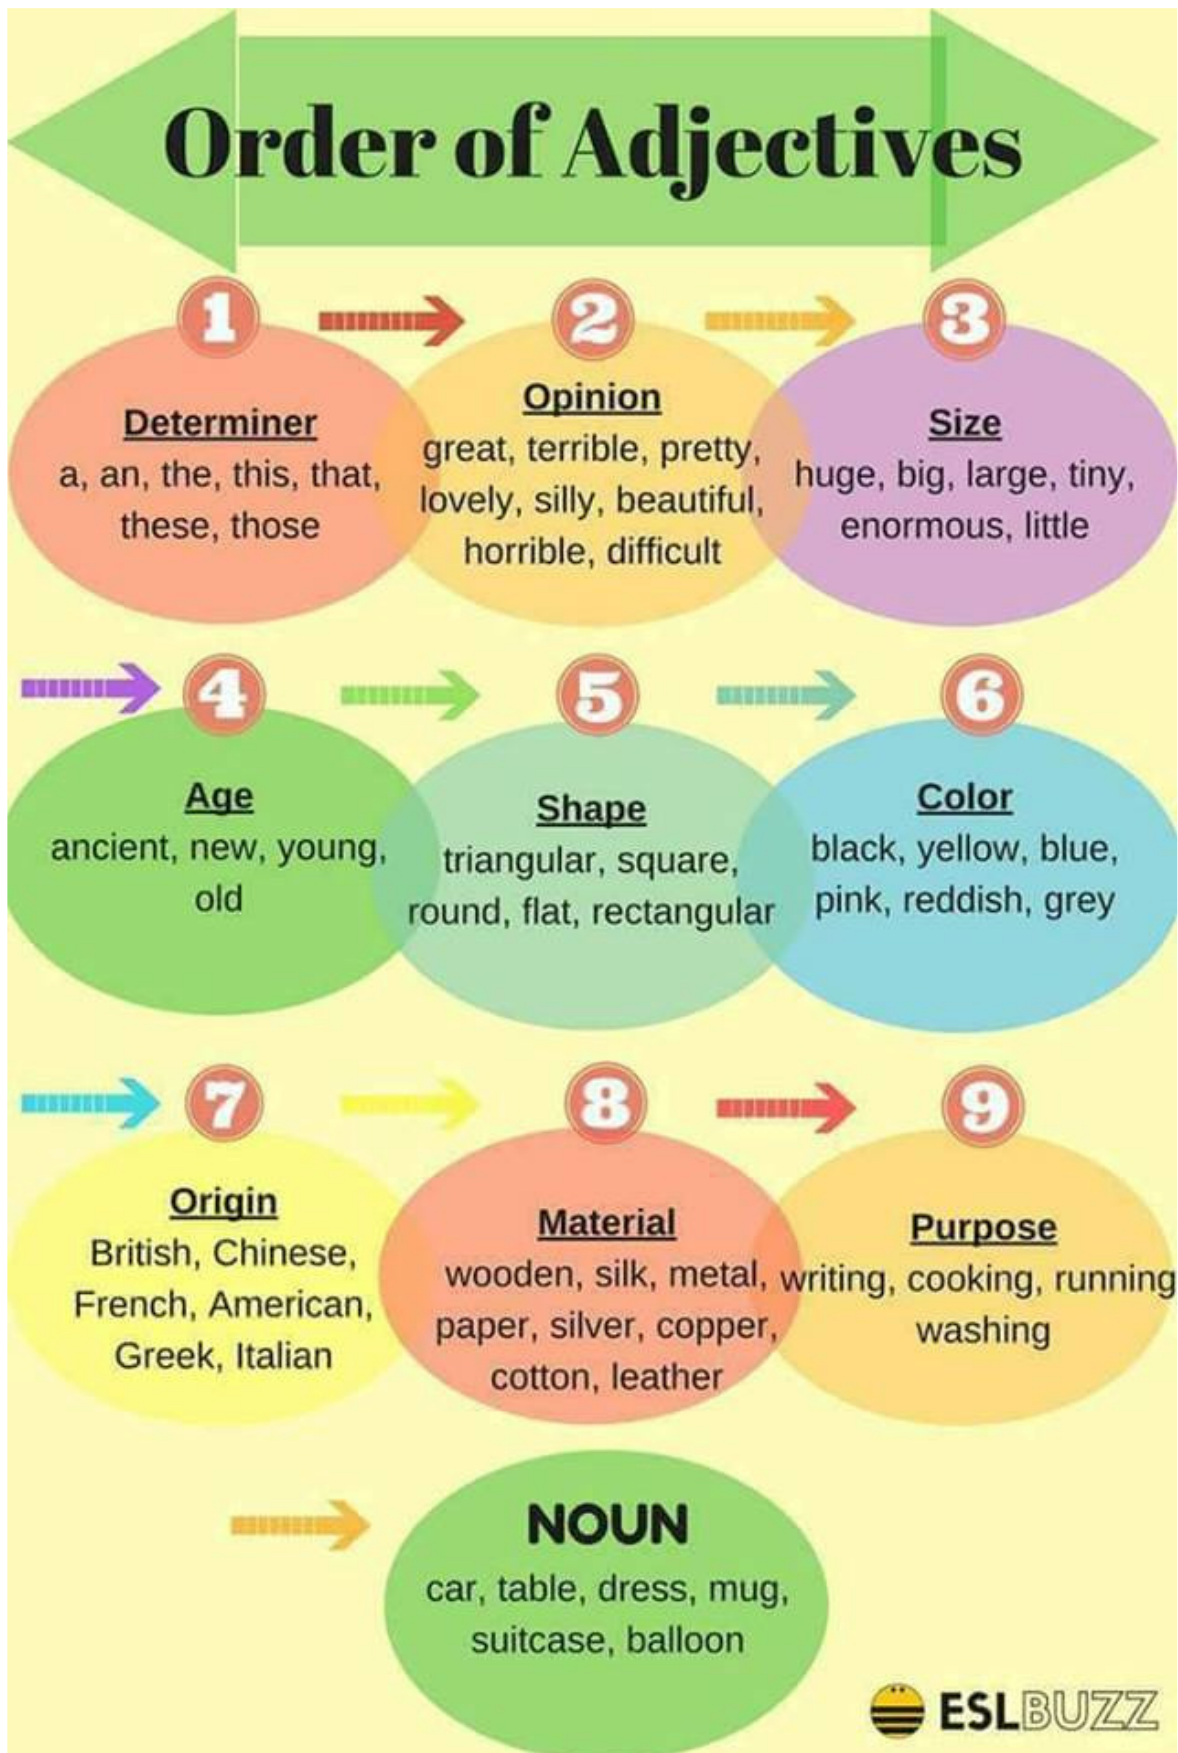 Order of Adjectives
1
2
3
Determiner
a, an, the, this, that,
these, those
Opinion
great, terrible, pretty,
lovely, silly, beautiful,
horrible, difficult
Size
huge, big, large, tiny,
enormous, little
4
5
6
Age
ancient, new, young,
old
Shape
triangular, square,
round, flat, rectangular
Color
black, yellow, blue,
pink, reddish, grey
7
8
9
Origin
British, Chinese,
French, American,
Greek, Italian
Material
wooden, silk, metal,
paper, silver, copper,
cotton, leather
Purpose
writing, cooking, running
washing
NOUN
car, table, dress, mug,
suitcase, balloon
ESLBUZZ